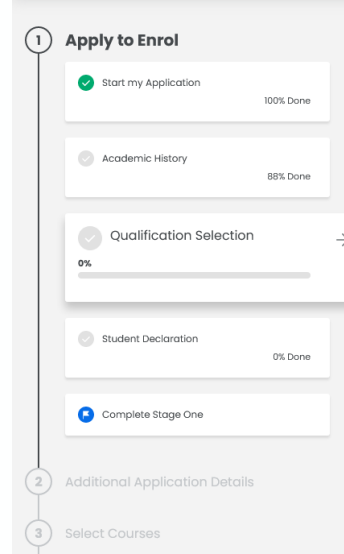 1 Apply to Enrol
Start my Application
100% Done
Academic History
88% Done
Qualification Selection
0%
Student Declaration
0% Done
Complete Stage One
2 Additional Application Details
3 Select Courses